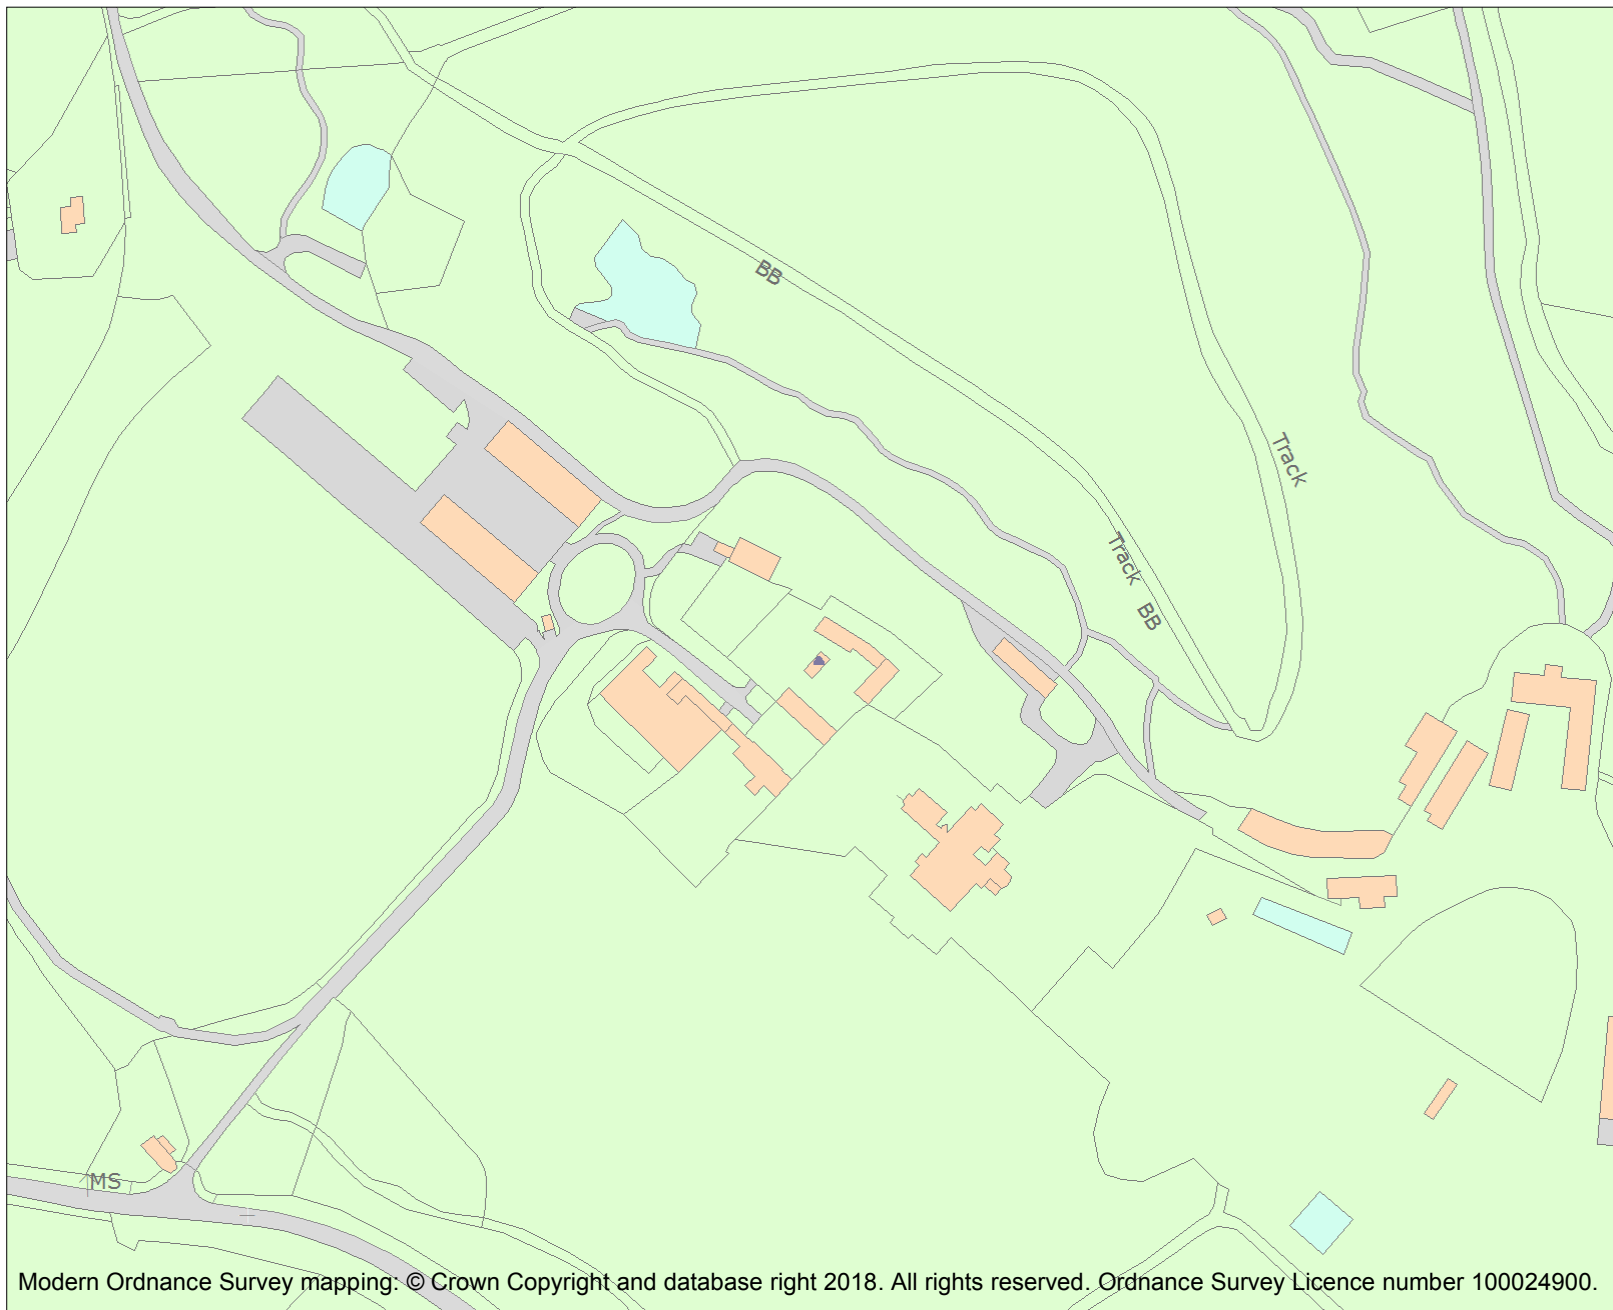 BB
Track
Track
BB
MS
Modern Ordnance Survey mapping: © Crown Copyright and database right 2018. All rights reserved. Ordnance Survey Licence number 100024900.